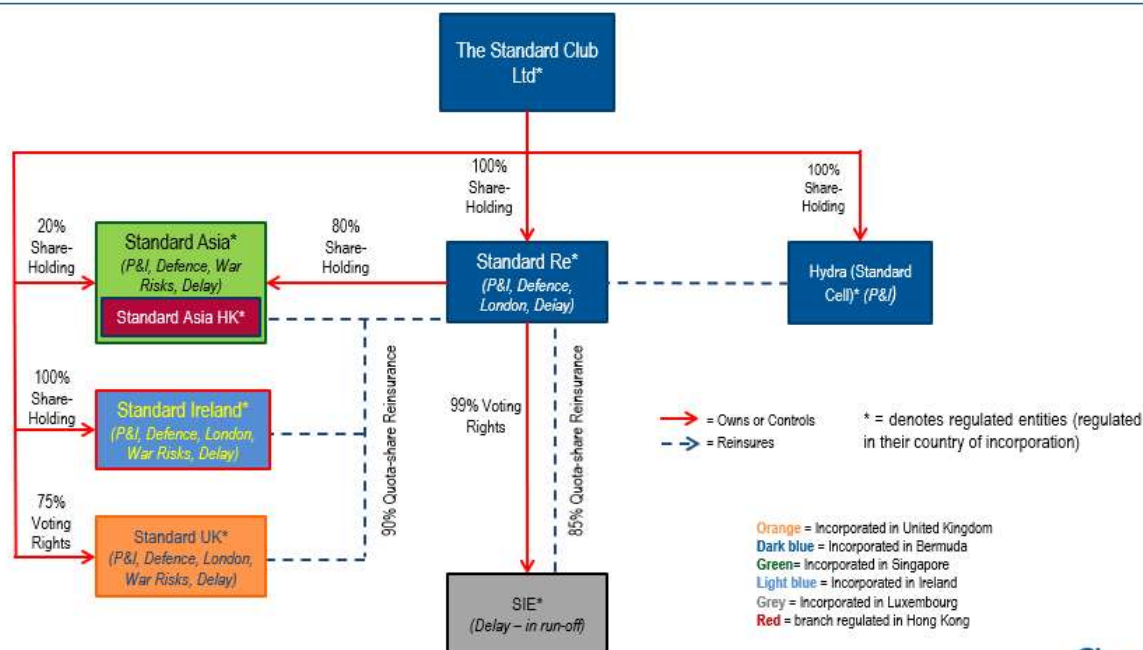 The Standard Club
Ltd*
100%
Share-
Holding
100%
Share-
Holding
20%
Share-
Holding
Standard Asia*
(P&I, Defence, War
Risks, Delay)
Standard Asia HK*
80%
Share-
Holding
Standard Re*
(P&I, Defence,
London, Delay)
Hydra (Standard
Cell)* (P&I)
100%
Share-
Holding
Standard Ireland*
(P&I, Defence, London,
War Risks, Delay)
90% Quota-share Reinsurance
99% Voting
Rights
85% Quota-share Reinsurance
= Owns or Controls
= Reinsures
* = denotes regulated entities (regulated
in their country of incorporation)
75%
Voting
Rights
Standard UK*
(P&I, Defence, London,
War Risks, Delay)
SIE*
(Delay – in run-off)
Orange = Incorporated in United Kingdom
Dark blue = Incorporated in Bermuda
Green= Incorporated in Singapore
Light blue = Incorporated in Ireland
Grey = Incorporated in Luxembourg
Red = branch regulated in Hong Kong